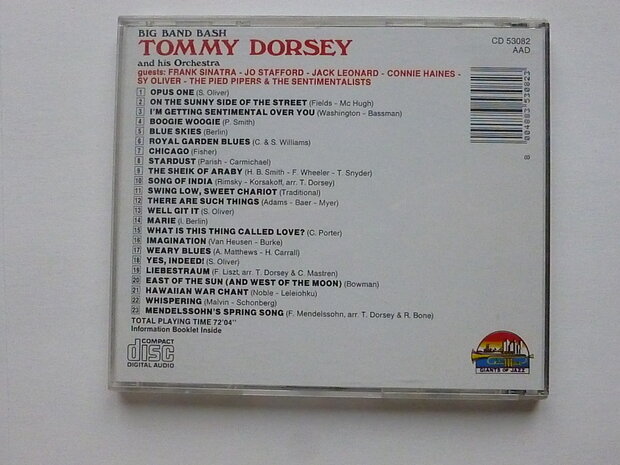 BIG BAND BASH
TOMMY DORSEY
and his Orchestra
guests: FRANK SINATRA - JO STAFFORD - JACK LEONARD - CONNIE HAINES -
SY OLIVER - THE PIED PIPERS & THE SENTIMENTALISTS
CD 53082
AAD
1 OPUS ONE (S. Oliver)
2 ON THE SUNNY SIDE OF THE STREET (Fields - Mc Hugh)
3 I'M GETTING SENTIMENTAL OVER YOU (Washington - Bassman)
4 BOOGIE WOOGIE (P. Smith)
5 BLUE SKIES (Berlin)
6 ROYAL GARDEN BLUES (C. & S. Williams)
7 CHICAGO (Fisher)
8 STARDUST (Parish - Carmichael)
9 THE SHEIK OF ARABY (H. B. Smith - F. Wheeler - T. Snyder)
10 SONG OF INDIA (Rimsky - Korsakoff, arr. T. Dorsey)
11 SWING LOW, SWEET CHARIOT (Traditional)
12 THERE ARE SUCH THINGS (Adams - Baer - Myer)
13 WELL GIT IT (S. Oliver)
14 MARIE (I. Berlin)
15 WHAT IS THIS THING CALLED LOVE? (C. Porter)
16 IMAGINATION (Van Heusen - Burke)
17 WEARY BLUES (A. Matthews - H. Carrall)
18 YES, INDEED! (S. Oliver)
19 LIEBESTRAUM (F. Liszt, arr. T. Dorsey & C. Mastren)
20 EAST OF THE SUN (AND WEST OF THE MOON) (Bowman)
21 HAWAIIAN WAR CHANT (Noble - Leleiohku)
22 WHISPERING (Malvin - Schonberg)
23 MENDELSSOHN'S SPRING SONG (F. Mendelssohn, arr. T. Dorsey & R. Bone)
TOTAL PLAYING TIME 72'04''
Information Booklet Inside
COMPACT
disc
DIGITAL AUDIO
GIANTS OF JAZZ
8 004883 530823